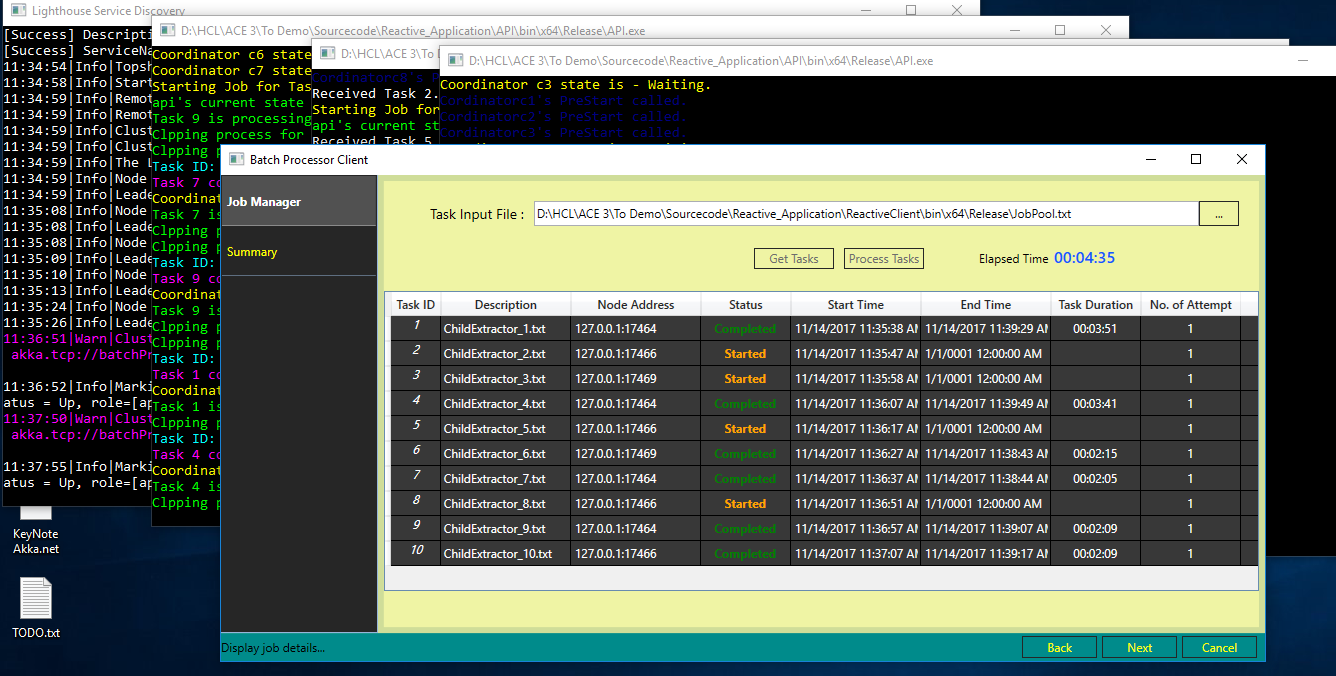 Lighthouse Service Discovery
[Success] Descripti
[Success] ServiceNa
11:34:54|Info|Topsh
11:34:58|Info|Start
11:34:59|Info|Remot
11:34:59|Info|Remot
11:34:59|Info|Clust
11:34:59|Info|Clust
11:34:59|Info|The L
11:34:59|Info|Node
11:34:59|Info|Leade
11:35:08|Info|Node
11:35:08|Info|Leade
11:35:08|Info|Node
11:35:09|Info|Leade
11:35:10|Info|Node
11:35:13|Info|Leade
11:35:24|Info|Node
11:35:26|Info|Leade
11:36:51|Warn|Clust
akka.tcp://batchPr
11:36:52|Info|Marki
atus = Up, role=[ap
11:37:50|Warn|Clust
akka.tcp://batchPr
11:37:55|Info|Marki
atus = Up, role=[ap
D:\HCL\ACE 3\To Demo\Sourcecode\Reactive_Application\API\bin\x64\Release\API.exe
Coordinator c6 state
Coordinator c7 state
Starting Job for Tas
api's current state
Task 9 is processing
Clpping process for
Clpping p
Task ID:
Task 7 co
Coordinat
Task 7 is
Clpping p
Clpping p
Task ID:
Task 9 co
Coordinat
Task 9 is
Clpping p
Clpping p
Task ID:
Task 1 co
Coordinat
Task 1 is
Clpping p
Task ID:
Task 4 co
Coordinat
Task 4 is
Clpping p
D:\HCL\ACE 3\To D
Cordinatorc8's
Received Task 2.
Starting Job for
api's current st
Received Task 5
D:\HCL\ACE 3\To Demo\Sourcecode\Reactive_Application\API\bin\x64\Release\API.exe
Coordinator c3 state is - Waiting.
Cordinatorc1's PreStart called.
Cordinatorc2's PreStart called.
Cordinatorc3's PreStart called.
Batch Processor Client
Job Manager
Summary
Task Input File : D:\HCL\ACE 3\To Demo\Sourcecode\Reactive_Application\ReactiveClient\bin\x64\Release\JobPool.txt ...
Get Tasks Process Tasks Elapsed Time 00:04:35
Task ID Description Node Address Status Start Time End Time Task Duration No. of Attempt
1 ChildExtractor_1.txt 127.0.0.1:17464 Completed 11/14/2017 11:35:38 AM 11/14/2017 11:39:29 AM 00:03:51 1
2 ChildExtractor_2.txt 127.0.0.1:17466 Started 11/14/2017 11:35:47 AM 1/1/0001 12:00:00 AM 1
3 ChildExtractor_3.txt 127.0.0.1:17469 Started 11/14/2017 11:35:58 AM 1/1/0001 12:00:00 AM 1
4 ChildExtractor_4.txt 127.0.0.1:17464 Completed 11/14/2017 11:36:07 AM 11/14/2017 11:39:49 AM 00:03:41 1
5 ChildExtractor_5.txt 127.0.0.1:17466 Started 11/14/2017 11:36:17 AM 1/1/0001 12:00:00 AM 1
6 ChildExtractor_6.txt 127.0.0.1:17469 Completed 11/14/2017 11:36:27 AM 11/14/2017 11:38:43 AM 00:02:15 1
7 ChildExtractor_7.txt 127.0.0.1:17464 Completed 11/14/2017 11:36:37 AM 11/14/2017 11:38:44 AM 00:02:05 1
8 ChildExtractor_8.txt 127.0.0.1:17466 Started 11/14/2017 11:36:47 AM 1/1/0001 12:00:00 AM 1
9 ChildExtractor_9.txt 127.0.0.1:17464 Completed 11/14/2017 11:36:57 AM 11/14/2017 11:39:07 AM 00:02:09 1
10 ChildExtractor_10.txt 127.0.0.1:17466 Completed 11/14/2017 11:37:07 AM 11/14/2017 11:39:17 AM 00:02:09 1
Display job details...
Back Next Cancel
KeyNote
Akka.net
TODO.txt